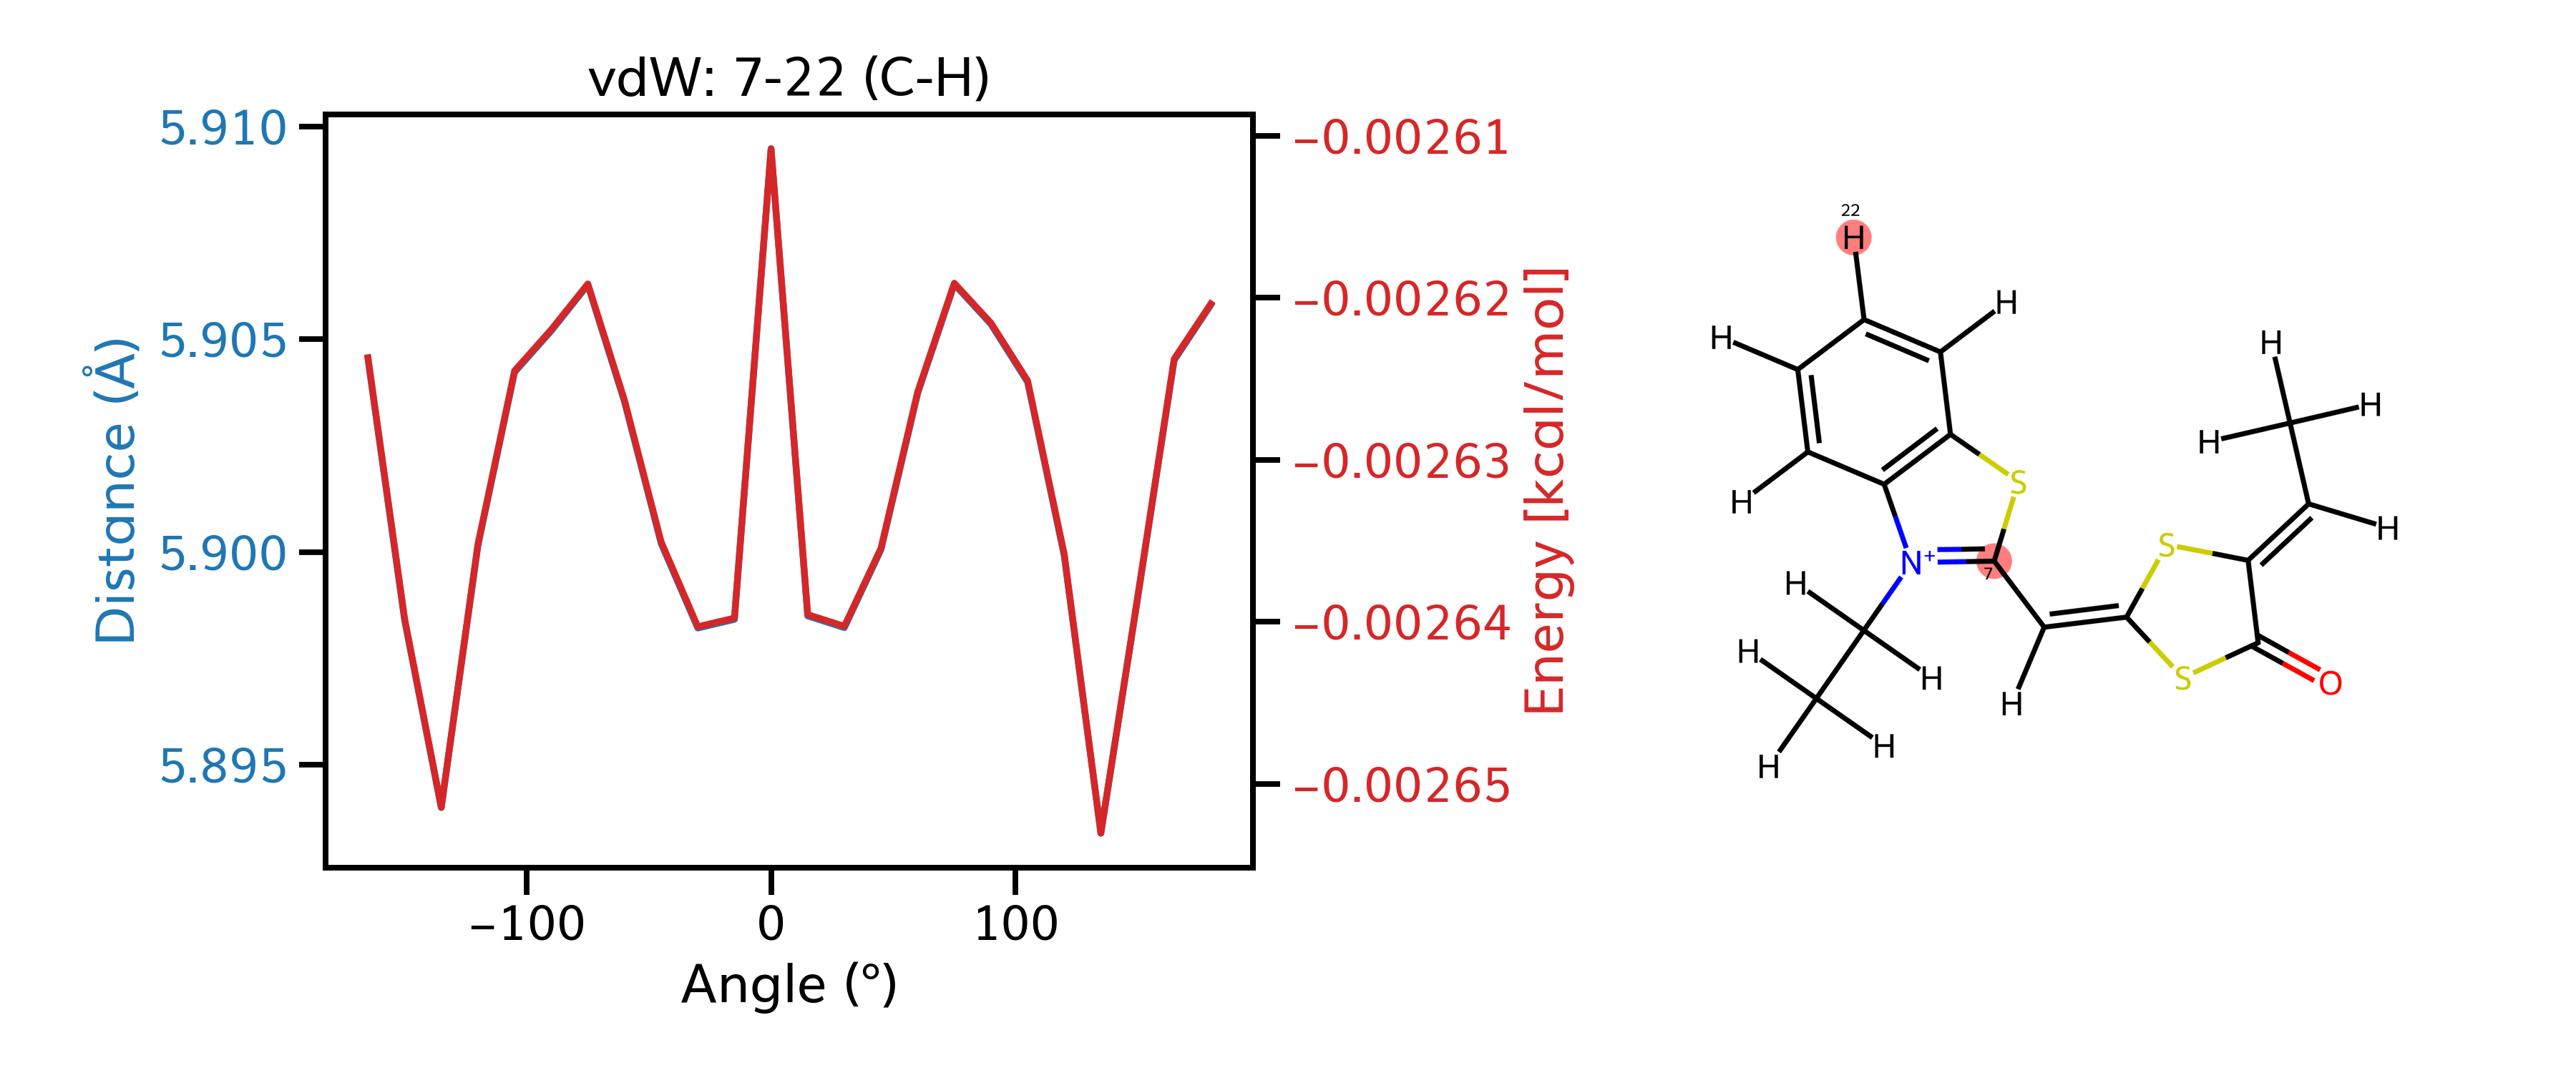 vdW: 7-22 (C-H)
5.910
5.905
5.900
5.895
Distance (Å)
−0.00261
−0.00262
−0.00263
−0.00264
−0.00265
Energy [kcal/mol]
−100
0
100
Angle (°)
22
H
H
H
H
H
H
H
S
H
S
N⁺
7
H
H
S
O
H
H
H
H
H